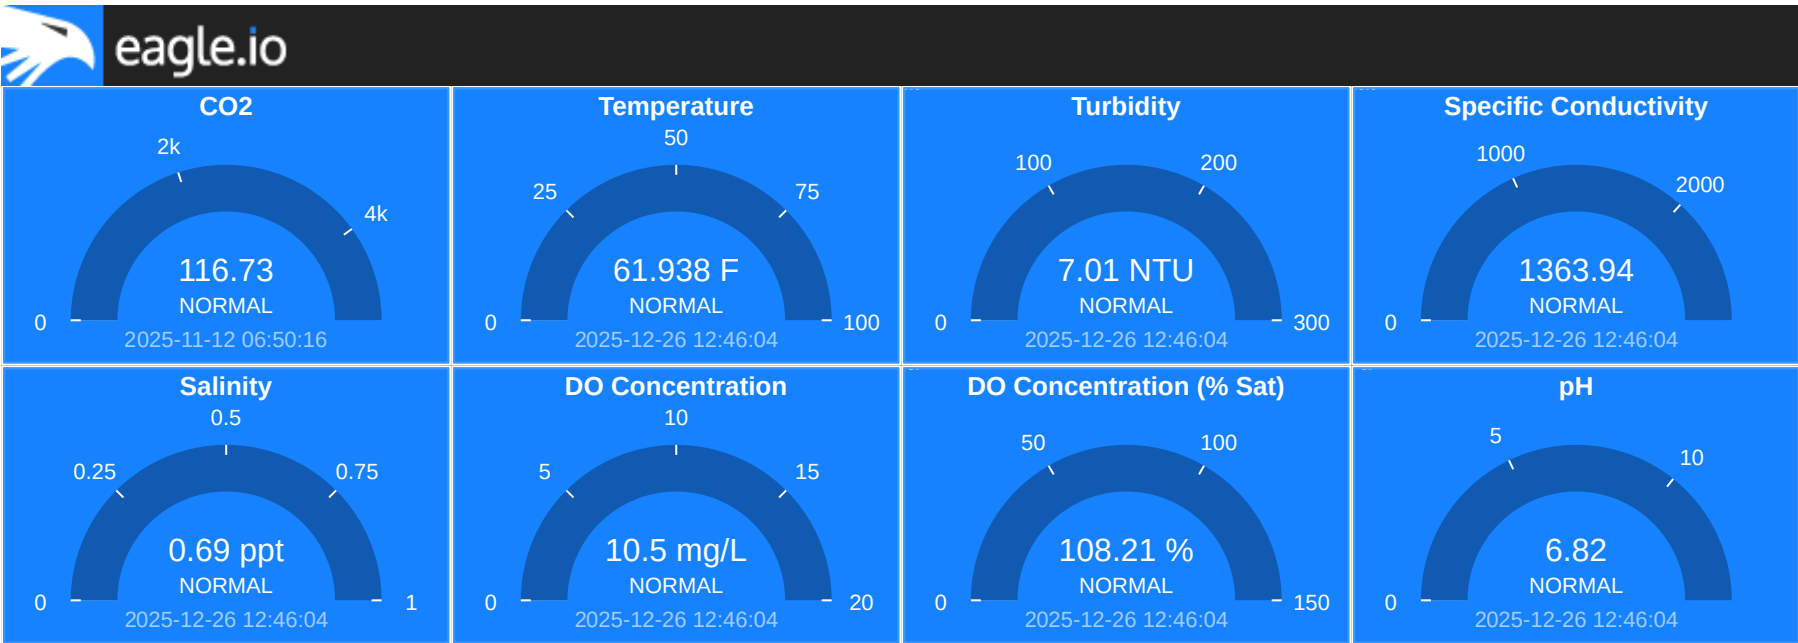 eagle.io
CO2
2k
4k
0
116.73
NORMAL
2025-11-12 06:50:16
Temperature
50
25
75
0
100
61.938 F
NORMAL
2025-12-26 12:46:04
Turbidity
100
200
0
300
7.01 NTU
NORMAL
2025-12-26 12:46:04
Specific Conductivity
1000
2000
0
1363.94
NORMAL
2025-12-26 12:46:04
Salinity
0.5
0.25
0.75
0
1
0.69 ppt
NORMAL
2025-12-26 12:46:04
DO Concentration
10
5
15
0
20
10.5 mg/L
NORMAL
2025-12-26 12:46:04
DO Concentration (% Sat)
50
100
0
150
108.21 %
NORMAL
2025-12-26 12:46:04
pH
5
10
0
6.82
NORMAL
2025-12-26 12:46:04